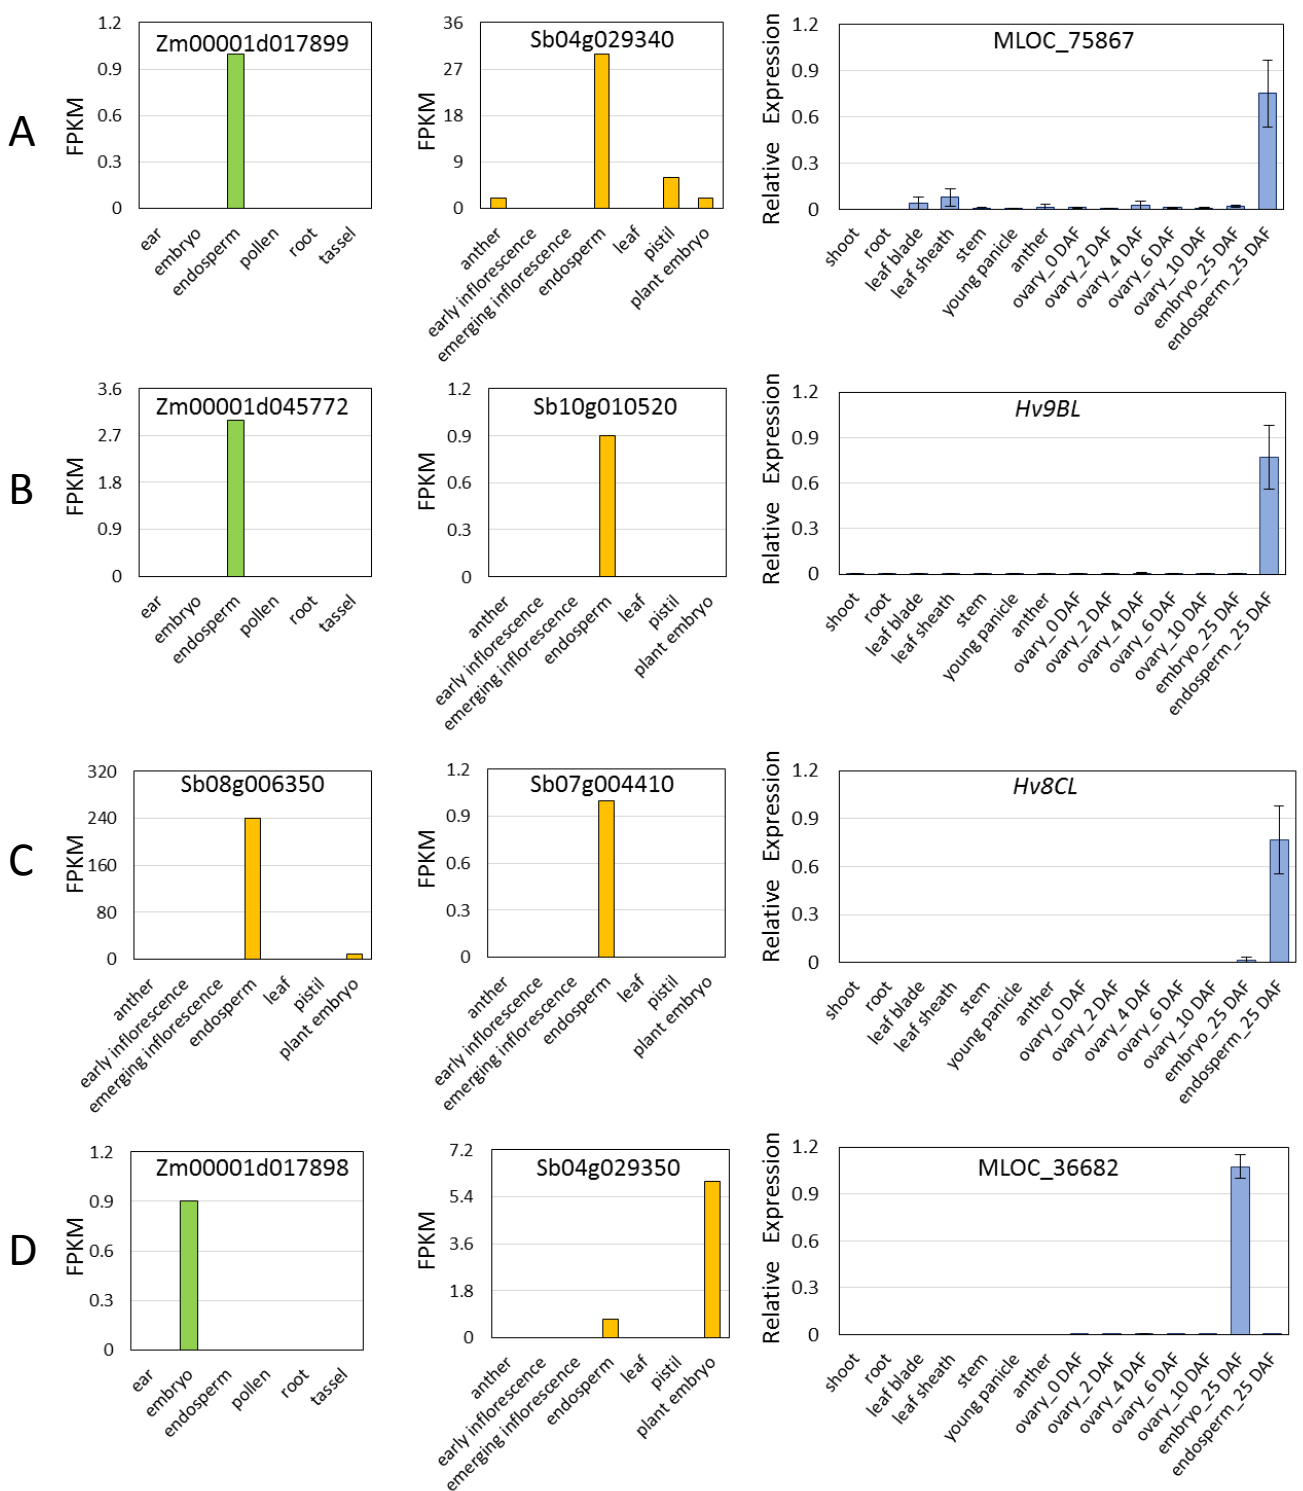 A
Zm00001d017899
FPKM
1.2
0.9
0.6
0.3
0
ear
embryo
endosperm
pollen
root
tassel
Sb04g029340
FPKM
36
27
18
9
0
anther
early inflorescence
emerging inflorescence
endosperm
leaf
pistil
plant embryo
MLOC_75867
Relative Expression
1.2
0.9
0.6
0.3
0
shoot
root
leaf blade
leaf sheath
stem
young panicle
anther
ovary_0 DAF
ovary_2 DAF
ovary_4 DAF
ovary_6 DAF
ovary_10 DAF
embryo_25 DAF
endosperm_25 DAF
B
Zm00001d045772
FPKM
3.6
2.7
1.8
0.9
0
ear
embryo
endosperm
pollen
root
tassel
Sb10g010520
FPKM
1.2
0.9
0.6
0.3
0
anther
early inflorescence
emerging inflorescence
endosperm
leaf
pistil
plant embryo
Hv9BL
Relative Expression
1.2
0.9
0.6
0.3
0
shoot
root
leaf blade
leaf sheath
stem
young panicle
anther
ovary_0 DAF
ovary_2 DAF
ovary_4 DAF
ovary_6 DAF
ovary_10 DAF
embryo_25 DAF
endosperm_25 DAF
C
Sb08g006350
FPKM
320
240
160
80
0
anther
early inflorescence
emerging inflorescence
endosperm
leaf
pistil
plant embryo
Sb07g004410
FPKM
1.2
0.9
0.6
0.3
0
anther
early inflorescence
emerging inflorescence
endosperm
leaf
pistil
plant embryo
Hv8CL
Relative Expression
1.2
0.9
0.6
0.3
0
shoot
root
leaf blade
leaf sheath
stem
young panicle
anther
ovary_0 DAF
ovary_2 DAF
ovary_4 DAF
ovary_6 DAF
ovary_10 DAF
embryo_25 DAF
endosperm_25 DAF
D
Zm00001d017898
FPKM
1.2
0.9
0.6
0.3
0
ear
embryo
endosperm
pollen
root
tassel
Sb04g029350
FPKM
7.2
5.4
3.6
1.8
0
anther
early inflorescence
emerging inflorescence
endosperm
leaf
pistil
plant embryo
MLOC_36682
Relative Expression
1.2
0.9
0.6
0.3
0
shoot
root
leaf blade
leaf sheath
stem
young panicle
anther
ovary_0 DAF
ovary_2 DAF
ovary_4 DAF
ovary_6 DAF
ovary_10 DAF
embryo_25 DAF
endosperm_25 DAF